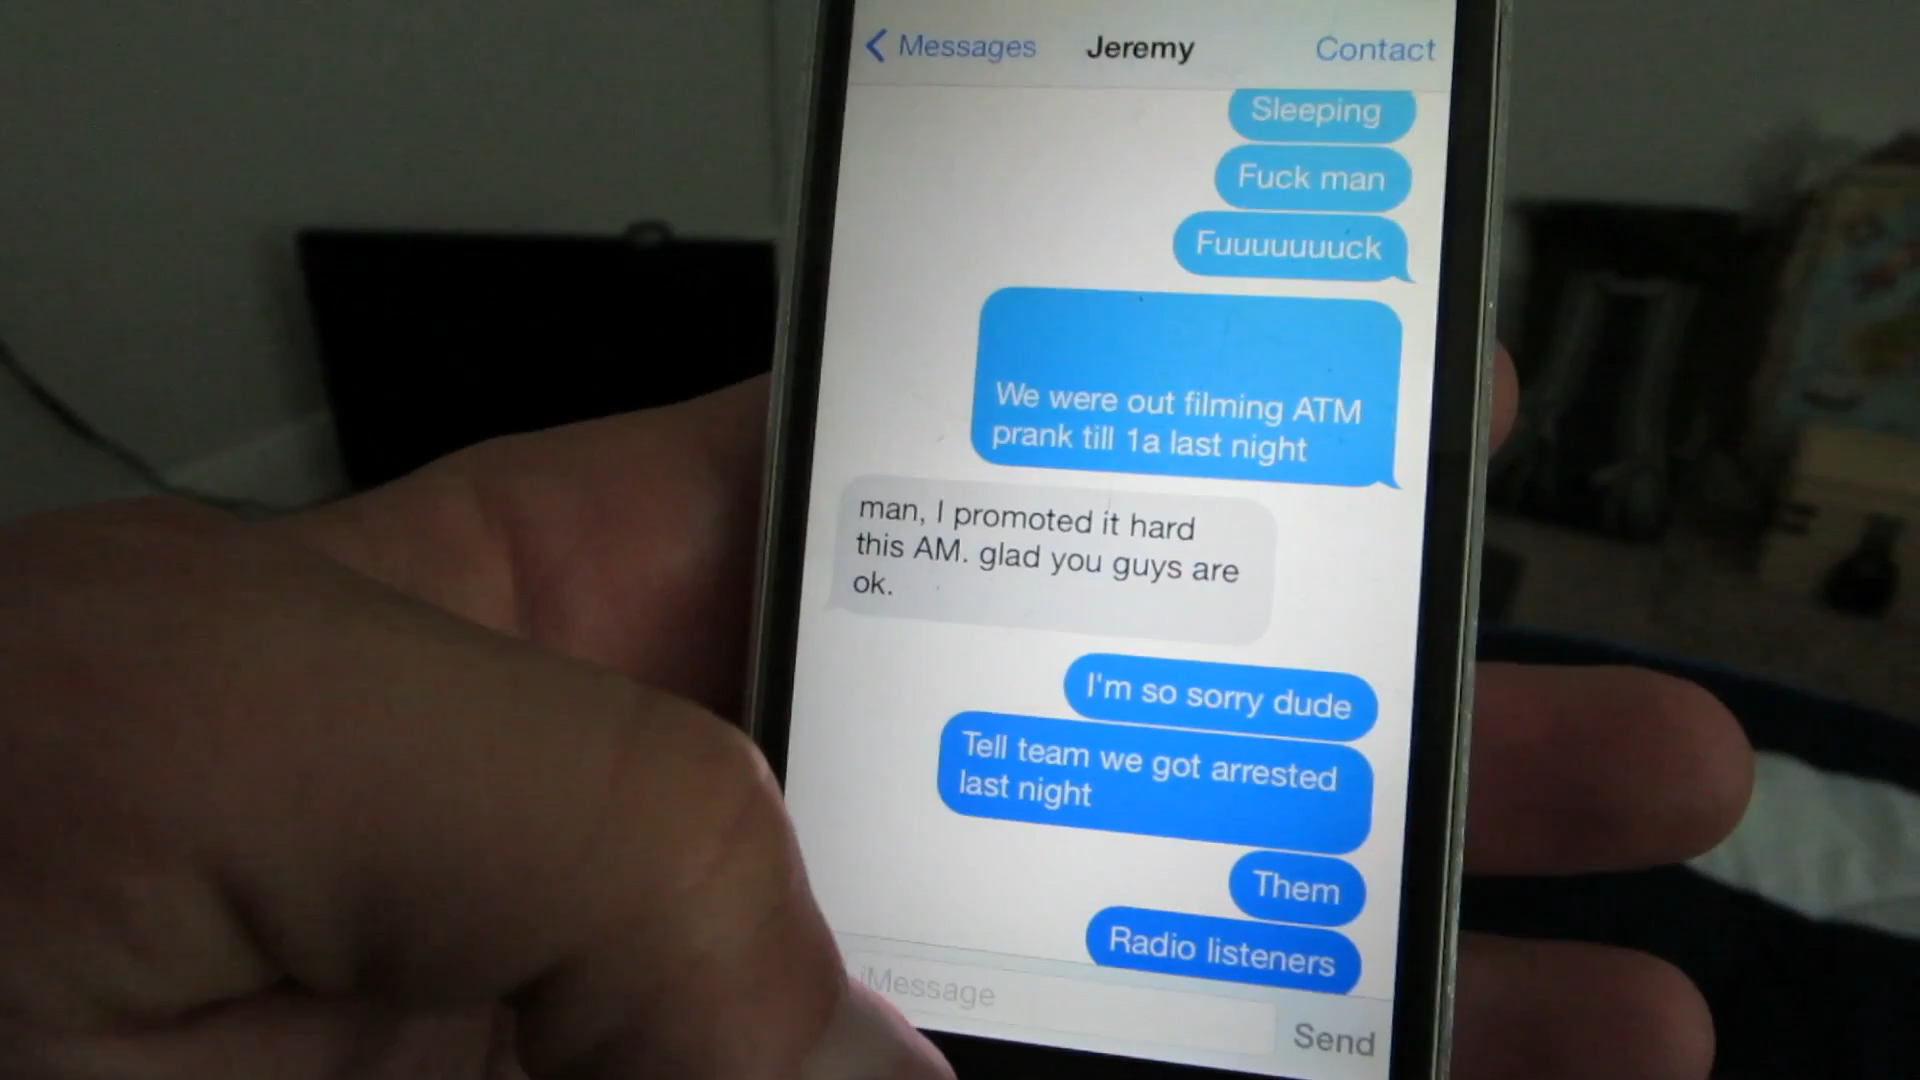 Messages Jeremy Contact
Sleeping
Fuck man
Fuuuuuuuck
We were out filming ATM
prank till 1a last night
man, I promoted it hard
this AM. glad you guys are
ok.
I'm so sorry dude
Tell team we got arrested
last night
Them
Radio listeners
iMessage
Send